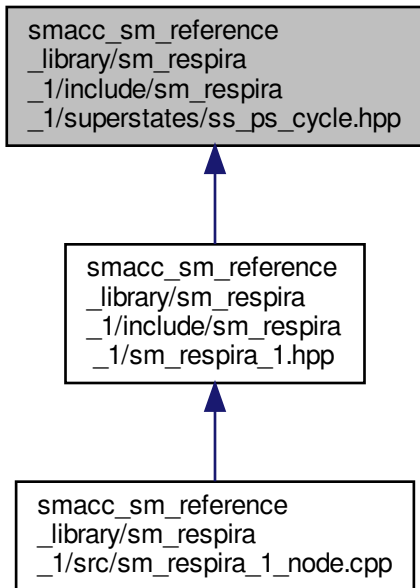 smacc_sm_reference
_library/sm_respira
_1/include/sm_respira
_1/superstates/ss_ps_cycle.hpp
smacc_sm_reference
_library/sm_respira
_1/include/sm_respira
_1/sm_respira_1.hpp
smacc_sm_reference
_library/sm_respira
_1/src/sm_respira_1_node.cpp